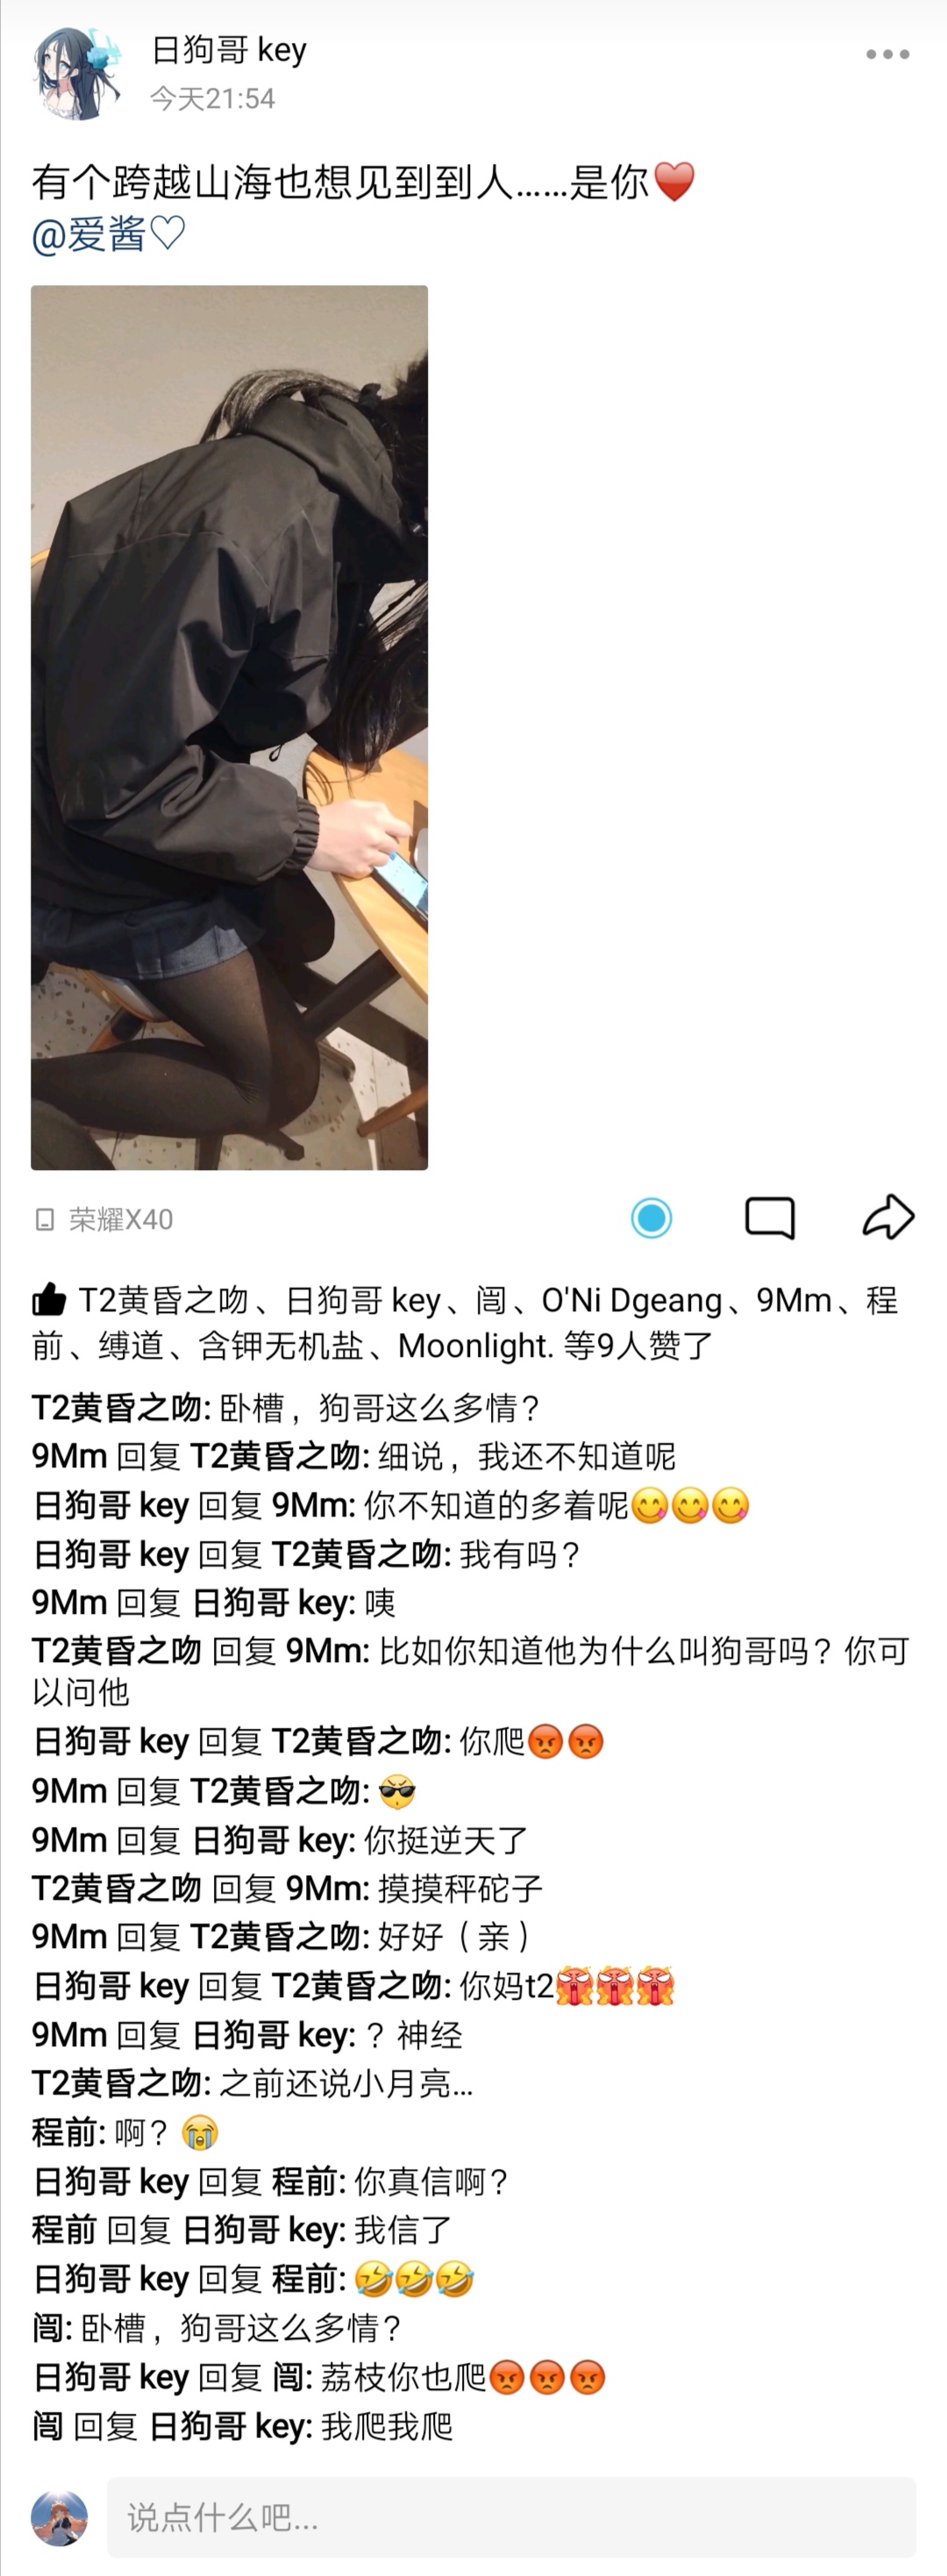 日狗哥 key
今天21:54
有个跨越山海也想见到到人……是你❤️
@爱酱♡
荣耀X40
T2黄昏之吻、日狗哥 key、闿、O'Ni Dgeang、9Mm、程
前、缚道、含钾无机盐、Moonlight. 等9人赞了
T2黄昏之吻: 卧槽，狗哥这么多情？
9Mm 回复 T2黄昏之吻: 细说，我还不知道呢
日狗哥 key 回复 9Mm: 你不知道的多着呢😋😋😋
日狗哥 key 回复 T2黄昏之吻: 我有吗？
9Mm 回复 日狗哥 key: 咦
T2黄昏之吻 回复 9Mm: 比如你知道他为什么叫狗哥吗？你可
以问他
日狗哥 key 回复 T2黄昏之吻: 你爬😡😡
9Mm 回复 T2黄昏之吻:
9Mm 回复 日狗哥 key: 你挺逆天了
T2黄昏之吻 回复 9Mm: 摸摸秤砣子
9Mm 回复 T2黄昏之吻: 好好（亲）
日狗哥 key 回复 T2黄昏之吻: 你妈t2
9Mm 回复 日狗哥 key: ？神经
T2黄昏之吻: 之前还说小月亮...
程前: 啊？😭
日狗哥 key 回复 程前: 你真信啊？
程前 回复 日狗哥 key: 我信了
日狗哥 key 回复 程前: 🤣🤣🤣
闿: 卧槽，狗哥这么多情？
日狗哥 key 回复 闿: 荔枝你也爬😡😡😡
闿 回复 日狗哥 key: 我爬我爬
说点什么吧...